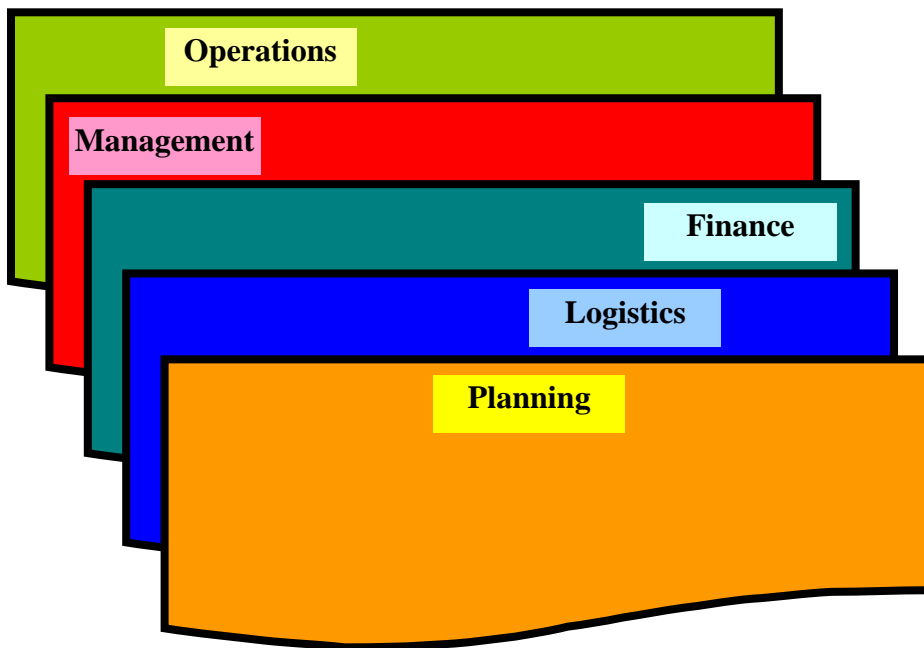 Operations
Management
Finance
Logistics
Planning